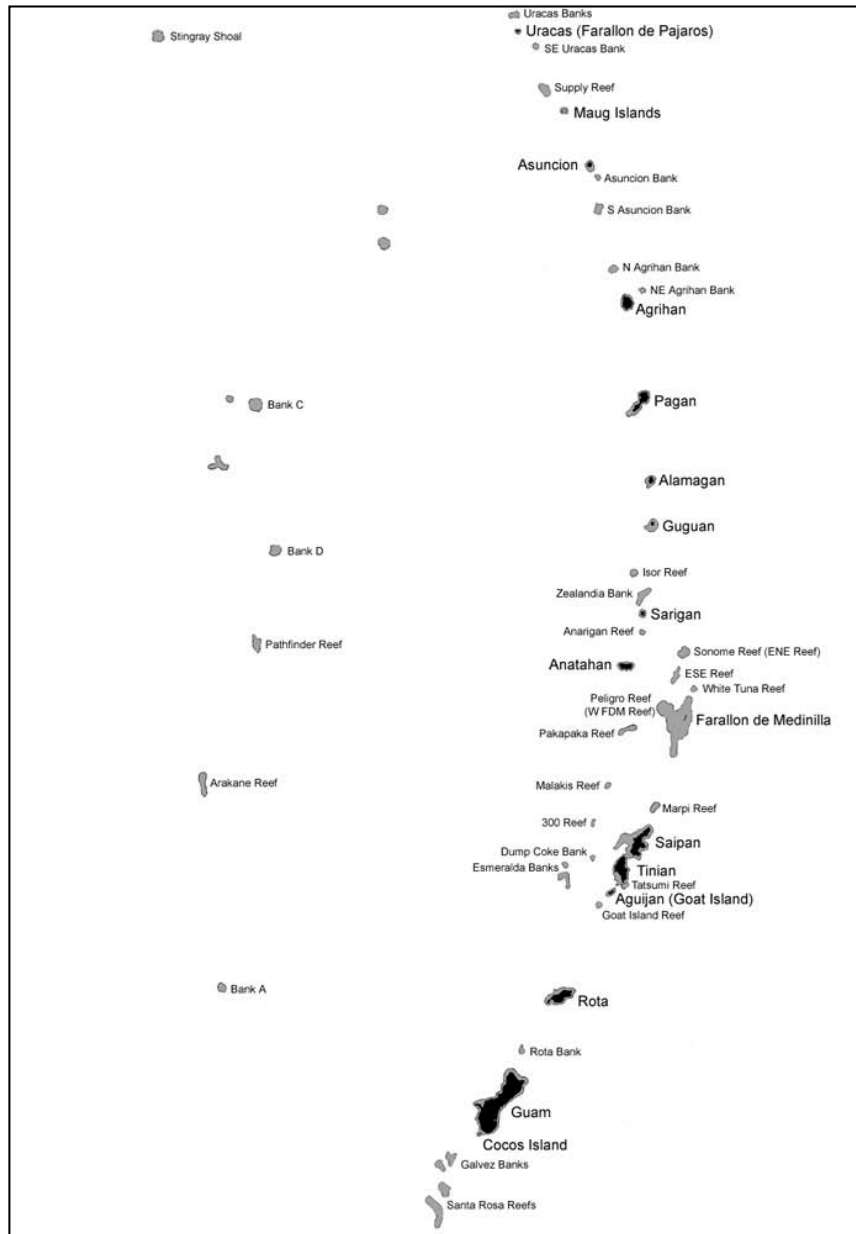 Uracas Banks
Stingray Shoal
Uracas (Farallon de Pajaros)
SE Uracas Bank
Supply Reef
Maug Islands
Asuncion
Asuncion Bank
S Asuncion Bank
N Agrihan Bank
NE Agrihan Bank
Agrihan
Bank C
Pagan
Alamagan
Guguan
Bank D
Isor Reef
Zealandia Bank
Sarigan
Anarigan Reef
Pathfinder Reef
Sonome Reef (ENE Reef)
Anatahan
ESE Reef
White Tuna Reef
Peligro Reef
(W FDM Reef)
Farallon de Medinilla
Pakapaka Reef
Arakane Reef
Malakis Reef
Marpi Reef
300 Reef
Saipan
Dump Coke Bank
Esmeralda Banks
Tinian
Tatsumi Reef
Aguijan (Goat Island)
Goat Island Reef
Bank A
Rota
Rota Bank
Guam
Cocos Island
Galvez Banks
Santa Rosa Reefs